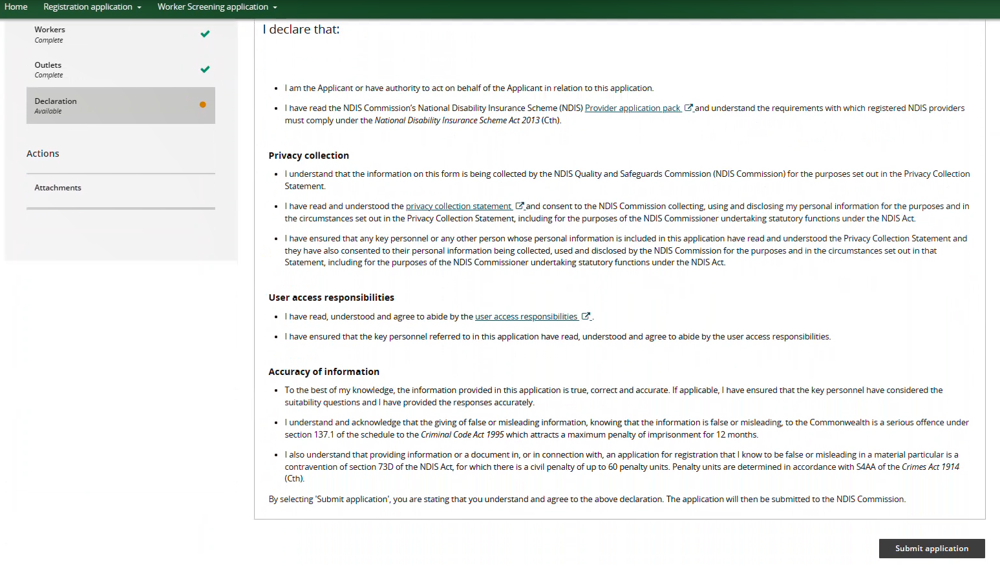 Home Registration application Worker Screening application
Workers
Complete
Outlets
Complete
Declaration
Available
Actions
Attachments
I declare that:
• I am the Applicant or have authority to act on behalf of the Applicant in relation to this application.
• I have read the NDIS Commission's National Disability Insurance Scheme (NDIS) Provider application pack and understand the requirements with which registered NDIS providers
must comply under the National Disability Insurance Scheme Act 2013 (Cth).
Privacy collection
• I understand that the information on this form is being collected by the NDIS Quality and Safeguards Commission (NDIS Commission) for the purposes set out in the Privacy Collection
Statement.
• I have read and understood the privacy collection statement and consent to the NDIS Commission collecting, using and disclosing my personal information for the purposes and in
the circumstances set out in the Privacy Collection Statement, including for the purposes of the NDIS Commissioner undertaking statutory functions under the NDIS Act.
• I have ensured that any key personnel or any other person whose personal information is included in this application have read and understood the Privacy Collection Statement and
they have also consented to their personal information being collected, used and disclosed by the NDIS Commission for the purposes and in the circumstances set out in that
Statement, including for the purposes of the NDIS Commissioner undertaking statutory functions under the NDIS Act.
User access responsibilities
• I have read, understood and agree to abide by the user access responsibilities .
• I have ensured that the key personnel referred to in this application have read, understood and agree to abide by the user access responsibilities.
Accuracy of information
• To the best of my knowledge, the information provided in this application is true, correct and accurate. If applicable, I have ensured that the key personnel have considered the
suitability questions and I have provided the responses accurately.
• I understand and acknowledge that the giving of false or misleading information, knowing that the information is false or misleading, to the Commonwealth is a serious offence under
section 137.1 of the schedule to the Criminal Code Act 1995 which attracts a maximum penalty of imprisonment for 12 months.
• I also understand that providing information or a document in, or in connection with, an application for registration that I know to be false or misleading in a material particular is a
contravention of section 73D of the NDIS Act, for which there is a civil penalty of up to 60 penalty units. Penalty units are determined in accordance with S4AA of the Crimes Act 1914
(Cth).
By selecting 'Submit application', you are stating that you understand and agree to the above declaration. The application will then be submitted to the NDIS Commission.
Submit application